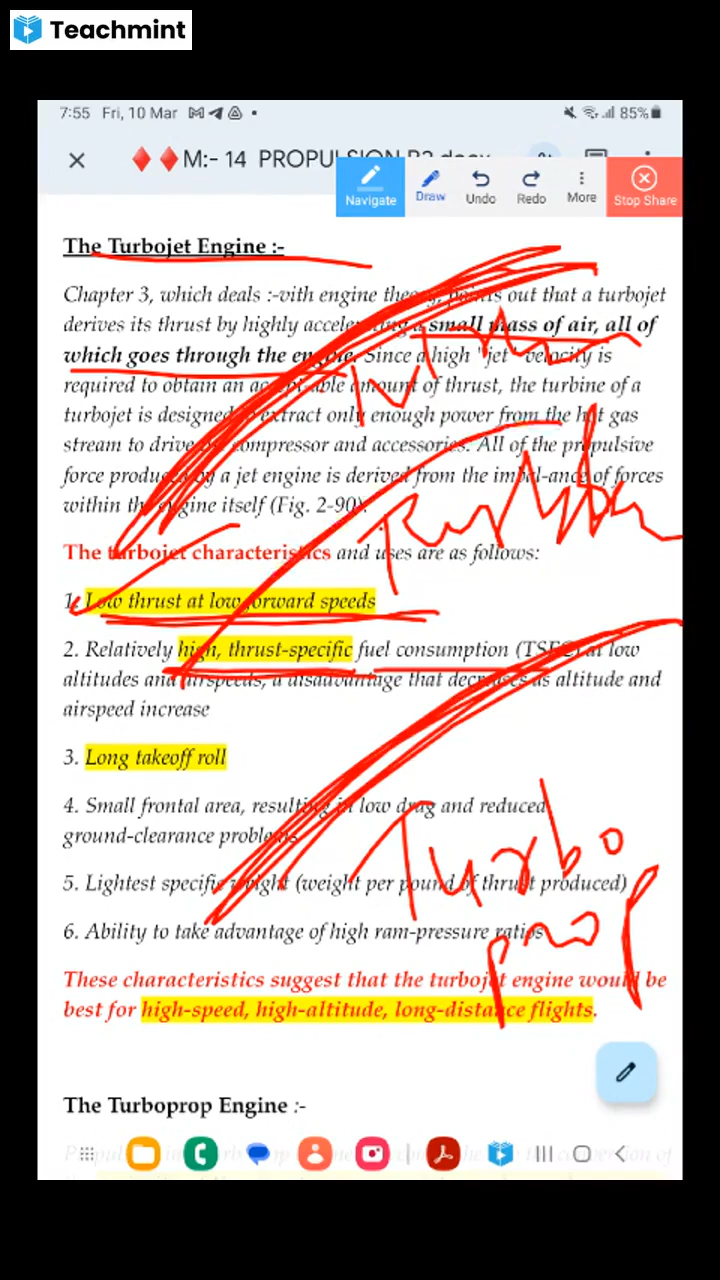 Teachmint
7:55 Fri, 10 Mar
85%
M:- 14 PROPULSION
Navigate
Draw
Undo
Redo
More
Stop Share
The Turbojet Engine :-
Chapter 3, which deals :-vith engine theory, points out that a turbojet
derives its thrust by highly accelerating a small mass of air, all of
which goes through the engine. Since a high "jet" velocity is
required to obtain an acceptable amount of thrust, the turbine of a
turbojet is designed to extract only enough power from the hot gas
stream to drive the compressor and accessories. All of the propulsive
force produced by a jet engine is derived from the imbal-ance of forces
within the engine itself (Fig. 2-90).
The turbojet characteristics and uses are as follows:
1. Low thrust at low forward speeds
2. Relatively high, thrust-specific fuel consumption (TSFC) at low
altitudes and airspeeds, a disadvantage that decreases as altitude and
airspeed increase
3. Long takeoff roll
4. Small frontal area, resulting in low drag and reduced
ground-clearance problems
5. Lightest specific weight (weight per pound of thrust produced)
6. Ability to take advantage of high ram-pressure ratios
Turbo
prop
These characteristics suggest that the turbojet engine would be
best for high-speed, high-altitude, long-distance flights.
The Turboprop Engine :-